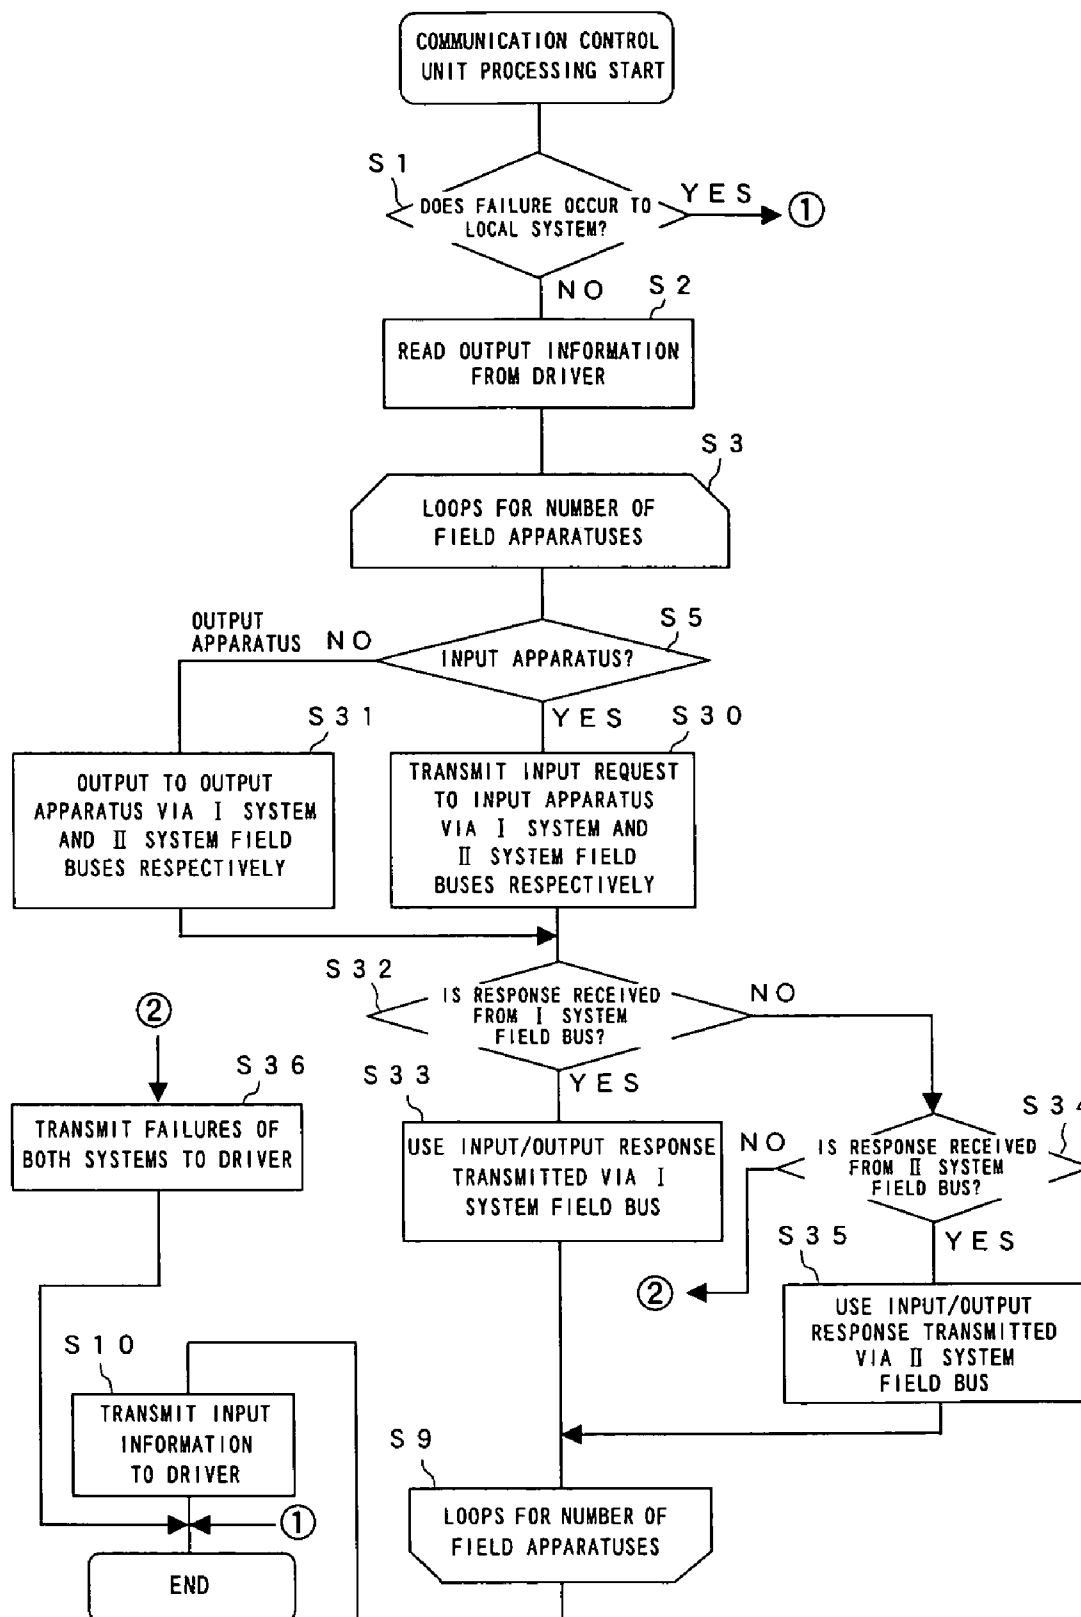 COMMUNICATION CONTROL
UNIT PROCESSING START
S1
DOES FAILURE OCCUR TO
LOCAL SYSTEM?
YES
①
NO
S2
READ OUTPUT INFORMATION
FROM DRIVER
S3
LOOPS FOR NUMBER OF
FIELD APPARATUSES
OUTPUT
APPARATUS
NO
S5
INPUT APPARATUS?
YES
S31
OUTPUT TO OUTPUT
APPARATUS VIA Ⅰ SYSTEM
AND Ⅱ SYSTEM FIELD
BUSES RESPECTIVELY
S30
TRANSMIT INPUT REQUEST
TO INPUT APPARATUS
VIA Ⅰ SYSTEM AND
Ⅱ SYSTEM FIELD
BUSES RESPECTIVELY
S32
IS RESPONSE RECEIVED
FROM Ⅰ SYSTEM
FIELD BUS?
NO
YES
②
S36
TRANSMIT FAILURES OF
BOTH SYSTEMS TO DRIVER
S33
USE INPUT/OUTPUT RESPONSE
TRANSMITTED VIA Ⅰ
SYSTEM FIELD BUS
S34
IS RESPONSE RECEIVED
FROM Ⅱ SYSTEM
FIELD BUS?
NO
YES
②
S35
USE INPUT/OUTPUT
RESPONSE TRANSMITTED
VIA Ⅱ SYSTEM
FIELD BUS
S10
TRANSMIT INPUT
INFORMATION
TO DRIVER
①
END
S9
LOOPS FOR NUMBER OF
FIELD APPARATUSES